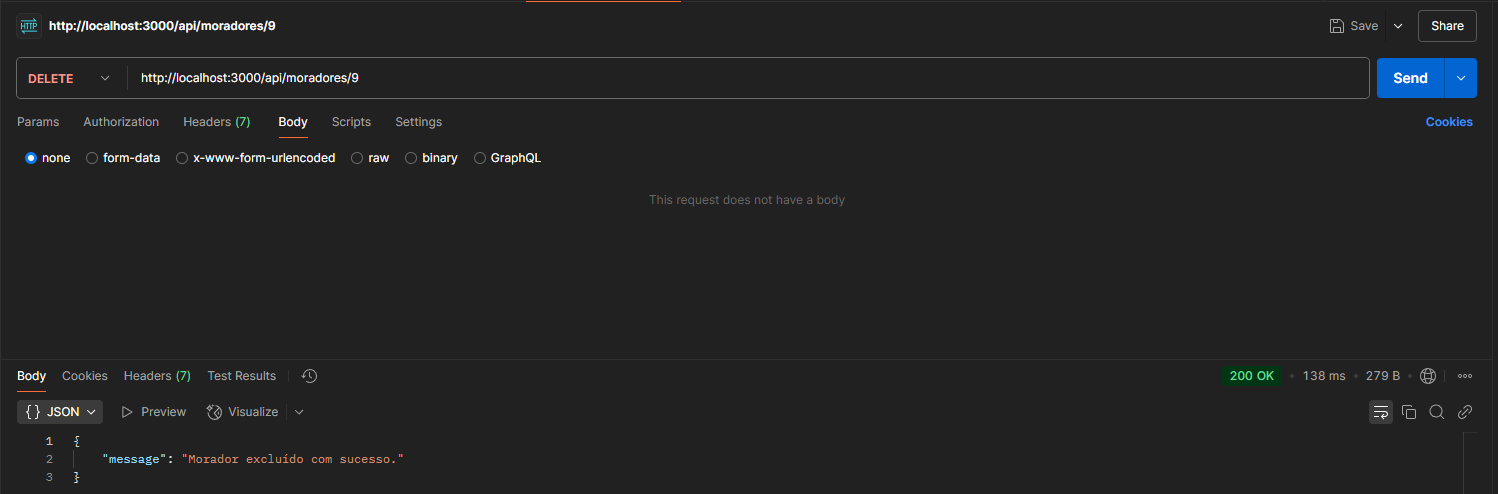 HTTP http://localhost:3000/api/moradores/9 Save Share
DELETE http://localhost:3000/api/moradores/9 Send
Params Authorization Headers (7) Body Scripts Settings Cookies
none form-data x-www-form-urlencoded raw binary GraphQL
This request does not have a body
Body Cookies Headers (7) Test Results 200 OK 138 ms 279 B
{} JSON Preview Visualize
1 {
2 "message": "Morador excluído com sucesso."
3 }